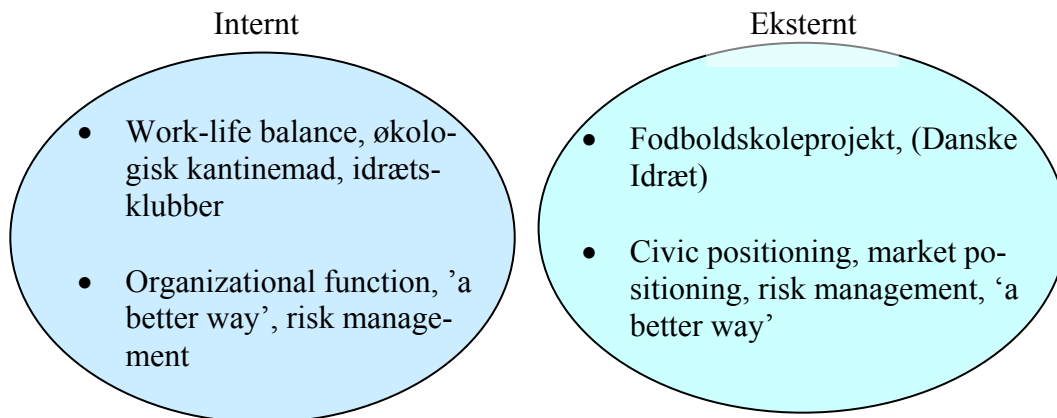 Internt
• Work-life balance, økolo-
gisk kantinemad, idræts-
klubber
• Organizational function, ’a
better way’, risk manage-
ment
Eksternt
• Fodboldskoleprojekt, (Danske
Idræt)
• Civic positioning, market po-
sitioning, risk management, ‘a
better way’